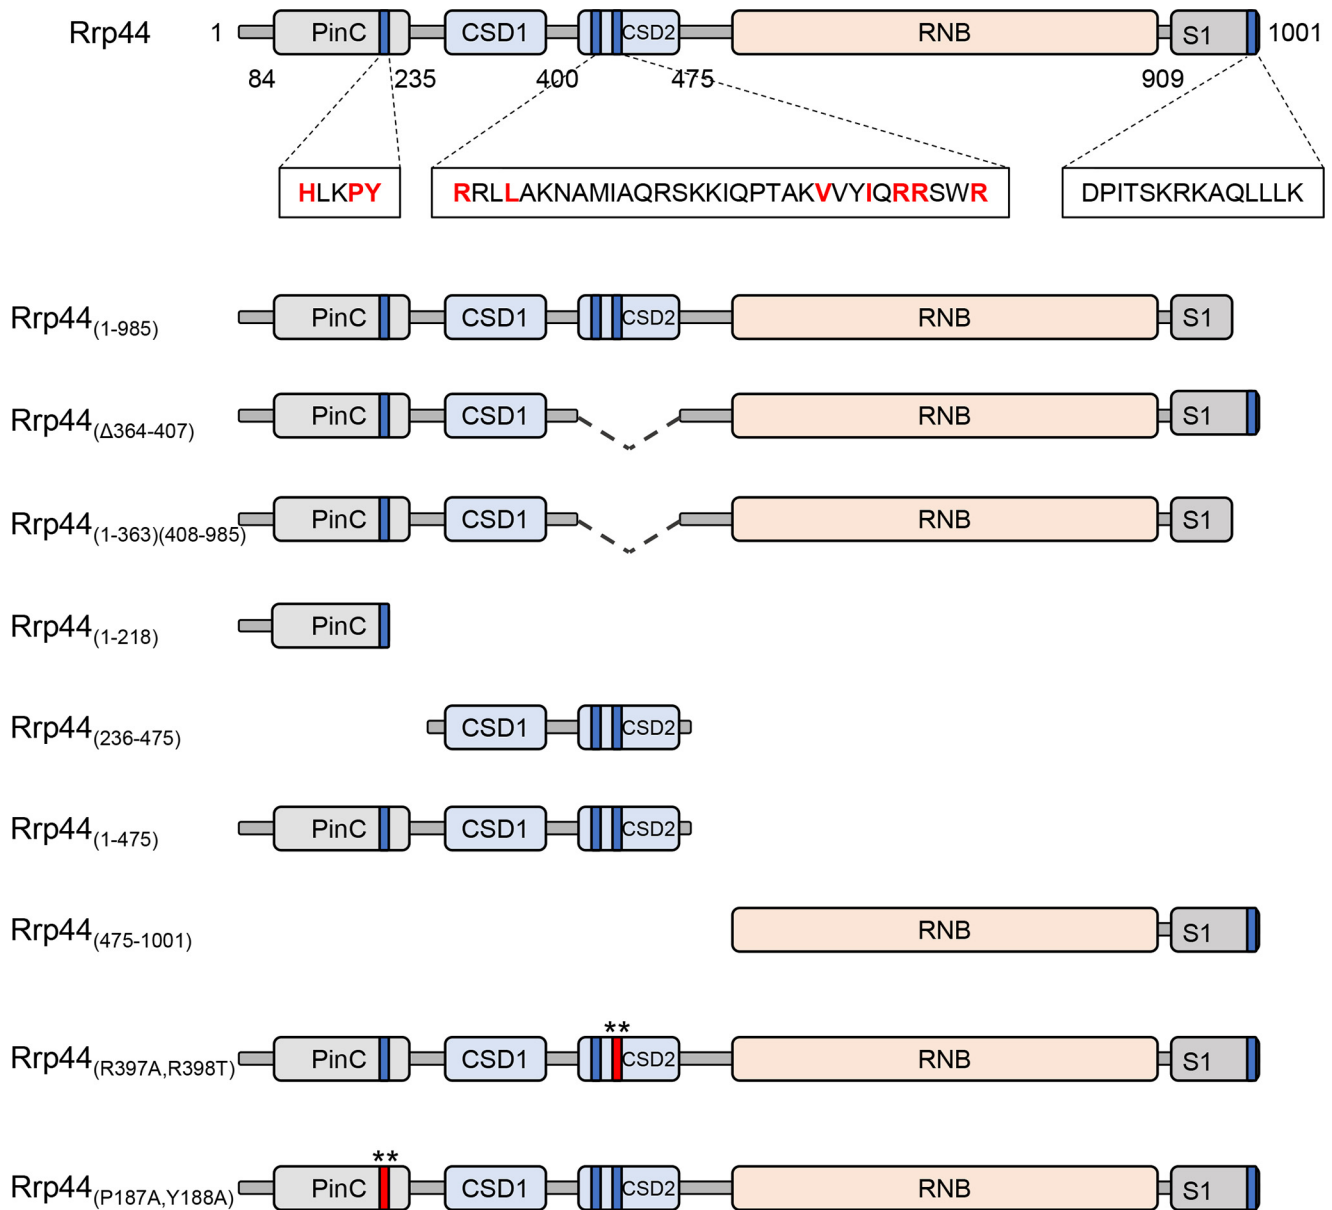 Rrp44 1 PinC CSD1 CSD2 RNB S1 1001
84 235 400 475 909
HLKPY RRLLAKNAMIAQRSKKIQPTAKVVYIQRRSWR DPITSKRKAQLLLK
Rrp44(1-985) PinC CSD1 CSD2 RNB S1
Rrp44(Δ364-407) PinC CSD1 RNB S1
Rrp44(1-363)(408-985) PinC CSD1 RNB S1
Rrp44(1-218) PinC
Rrp44(236-475) CSD1 CSD2
Rrp44(1-475) PinC CSD1 CSD2
Rrp44(475-1001) RNB S1
**
Rrp44(R397A,R398T) PinC CSD1 CSD2 RNB S1
**
Rrp44(P187A,Y188A) PinC CSD1 CSD2 RNB S1